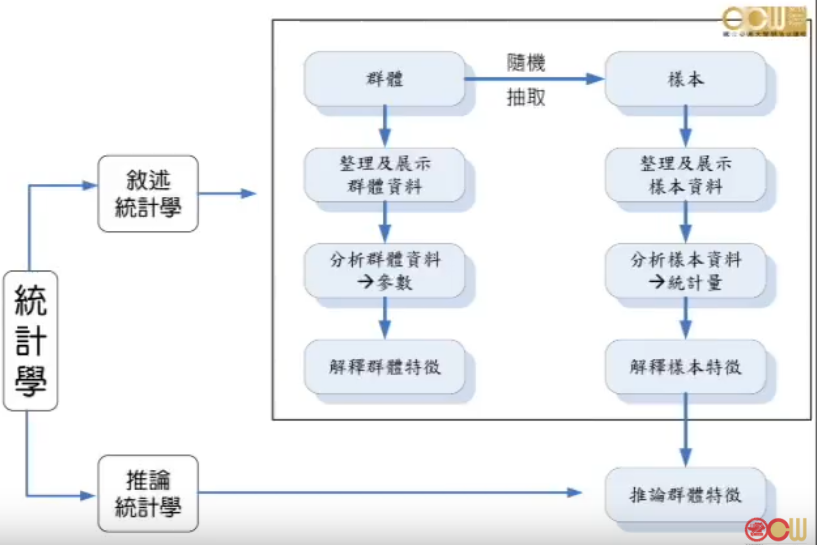 群體
隨機
抽取
樣本
整理及展示
群體資料
整理及展示
樣本資料
敘述
統計學
分析群體資料
→參數
分析樣本資料
→統計量
統
計
學
解釋群體特徵
解釋樣本特徵
推論
統計學
推論群體特徵
OCW